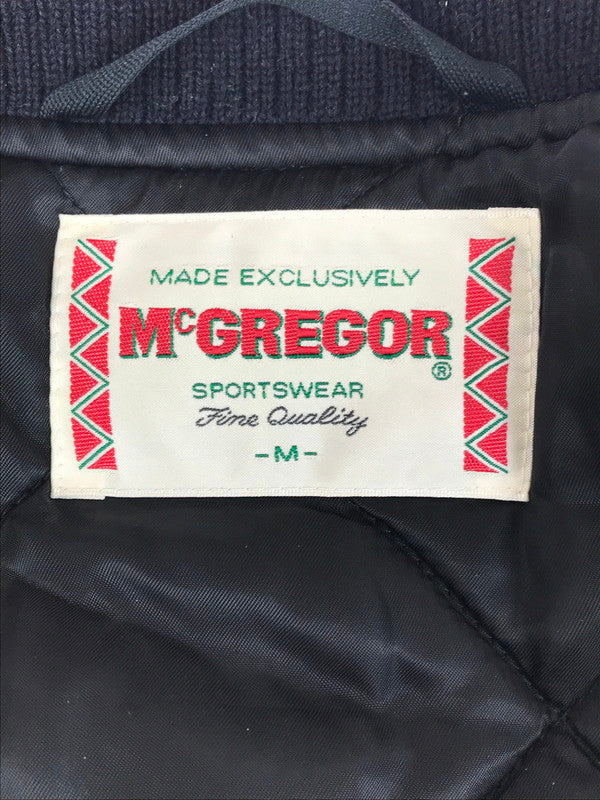 MADE EXCLUSIVELY
McGREGOR®
SPORTSWEAR
Fine Quality
-M-